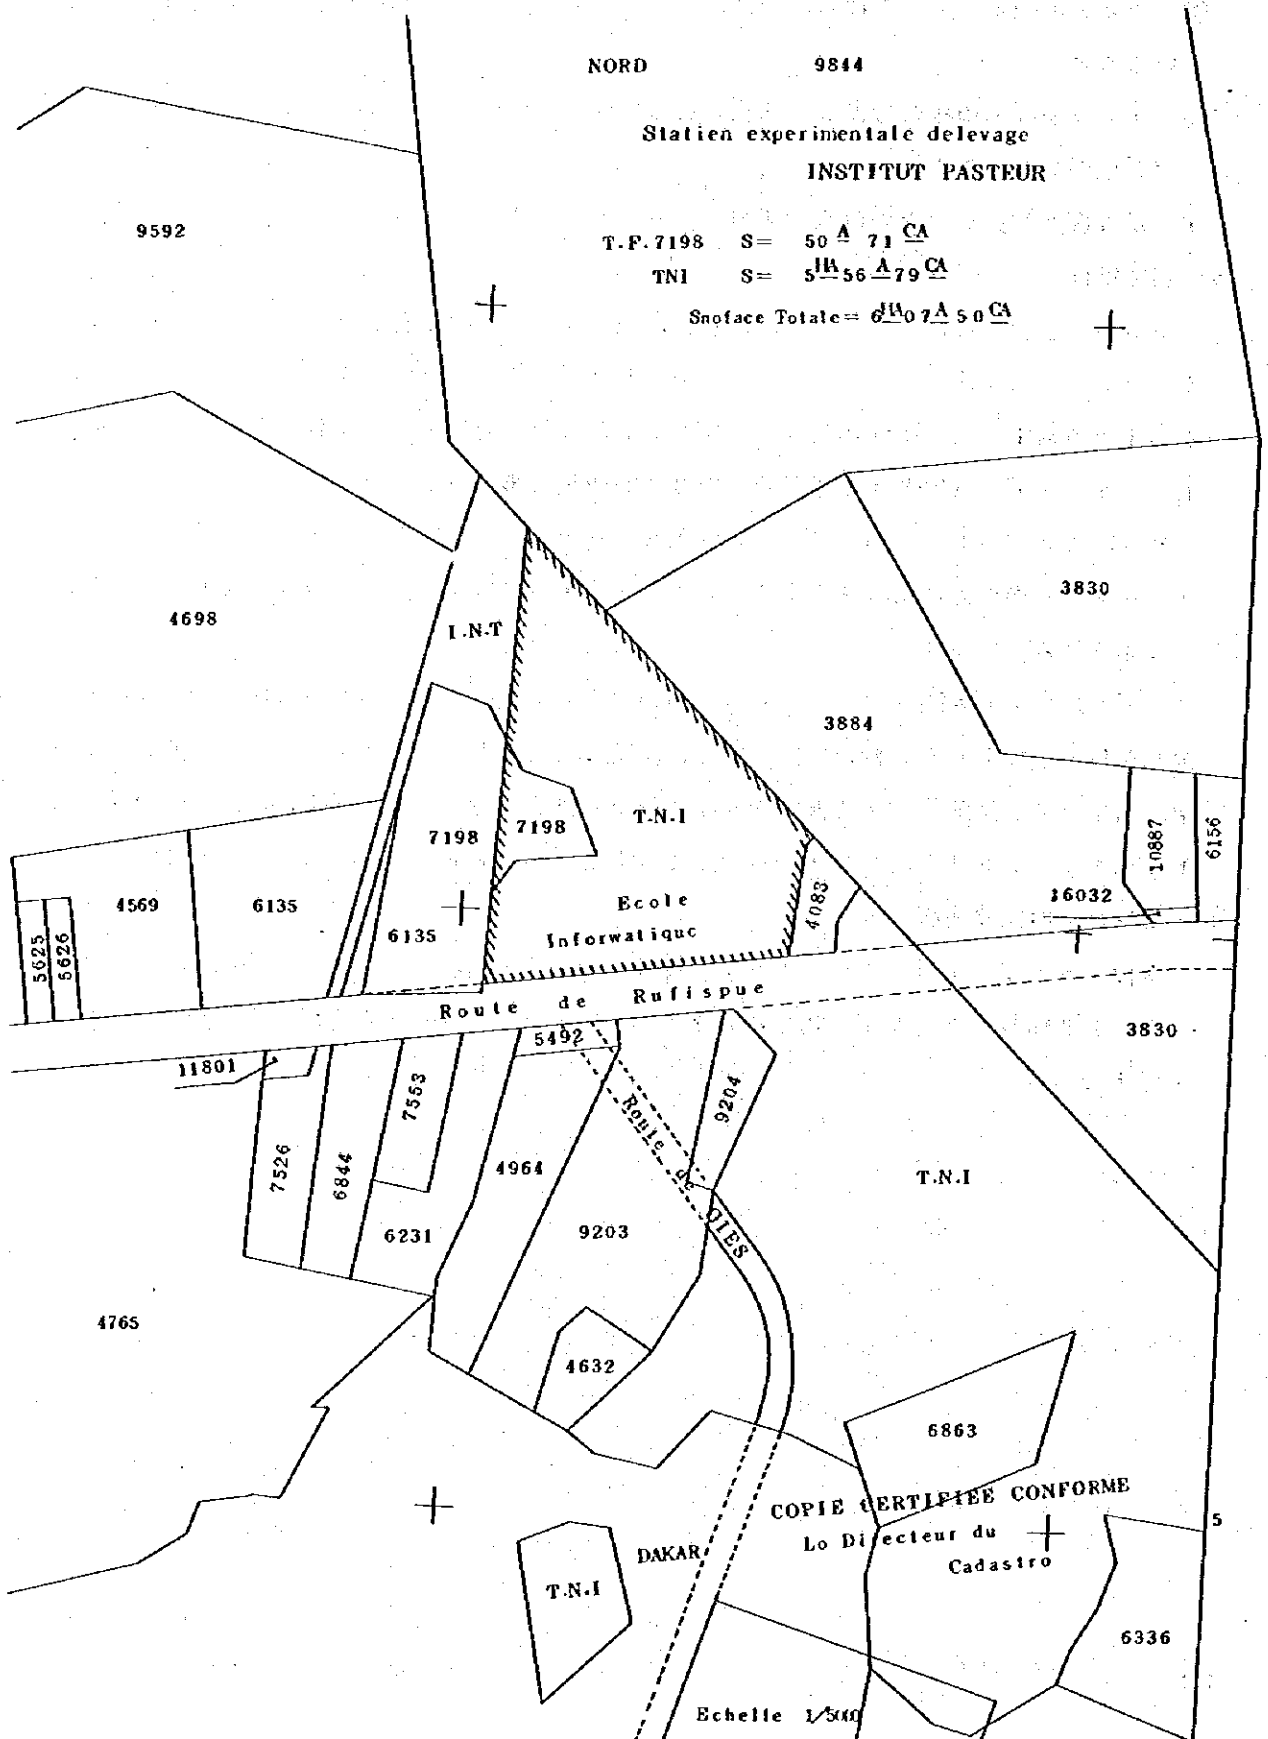 NORD 9844
Statien experimentale delevage
INSTITUT PASTEUR
9592
T.F.7198 S= 50 A 71 CA
TNI S= 5 HA 56 A 79 CA
Snoface Totale= 6 HA 07 A 50 CA
3830
4698
I.N.T
3884
7198
7198
T.N.I
10887
6156
4569
6135
6135
Ecole
Inforwatique
4083
16032
5625
5626
Route de Rufispue
5492
3830
11801
7553
9204
Route de GIES
7526
6844
4964
T.N.I
6231
9203
4765
4632
6863
COPIE CERTIFIEE CONFORME
Lo Directeur du
Cadastro
5
DAKAR
T.N.I
6336
Echelle 1/5000